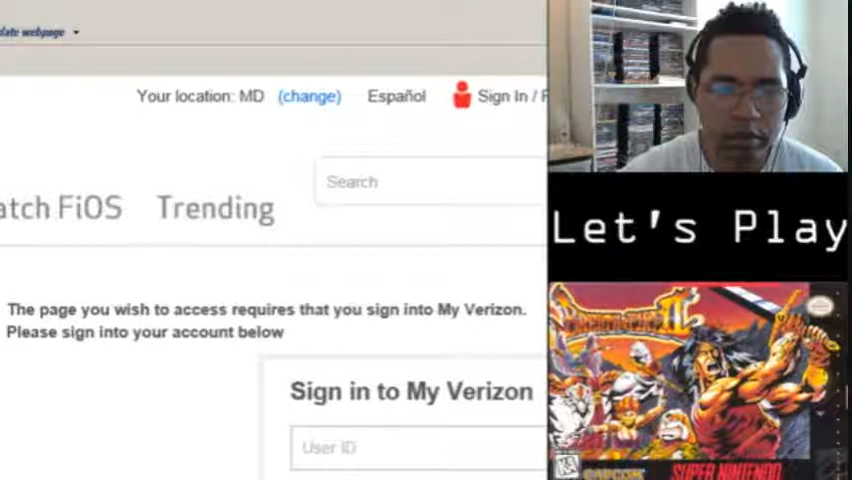 date webpage
Your location: MD (change) Español Sign In /
Search
atch FiOS Trending
Let's Play
The page you wish to access requires that you sign into My Verizon.
Please sign into your account below
Sign in to My Verizon
User ID
II
CAPCOM
SUPER NINTENDO